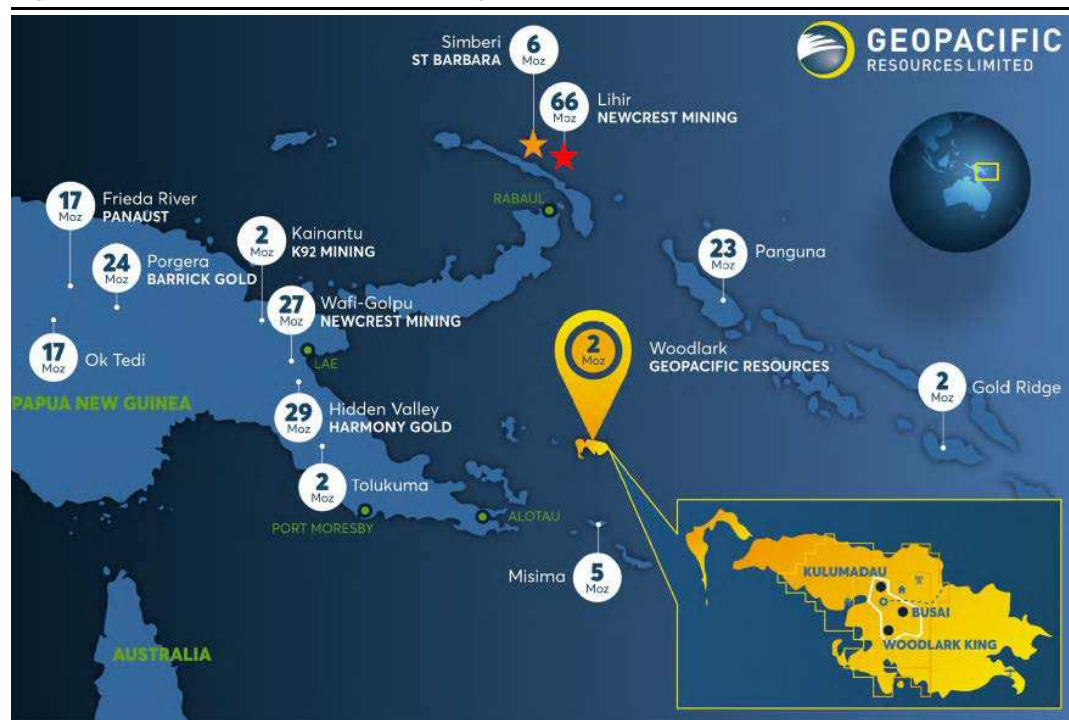 GEOPACIFIC
RESOURCES LIMITED
Simberi
ST BARBARA
6
Moz
66
Moz
Lihir
NEWCREST MINING
RABAUL
17
Moz
Frieda River
PANAUST
2
Moz
Kainantu
K92 MINING
24
Moz
Porgera
BARRICK GOLD
23
Moz
Panguna
27
Moz
Wafi-Golpu
NEWCREST MINING
17
Moz
Ok Tedi
LAE
2
Moz
Woodlark
GEOPACIFIC RESOURCES
2
Moz
Gold Ridge
PAPUA NEW GUINEA
29
Moz
Hidden Valley
HARMONY GOLD
2
Moz
Tolukuma
PORT MORESBY
ALOTAU
Misima
5
Moz
KULUMADAU
BUSAI
WOODLARK KING
AUSTRALIA